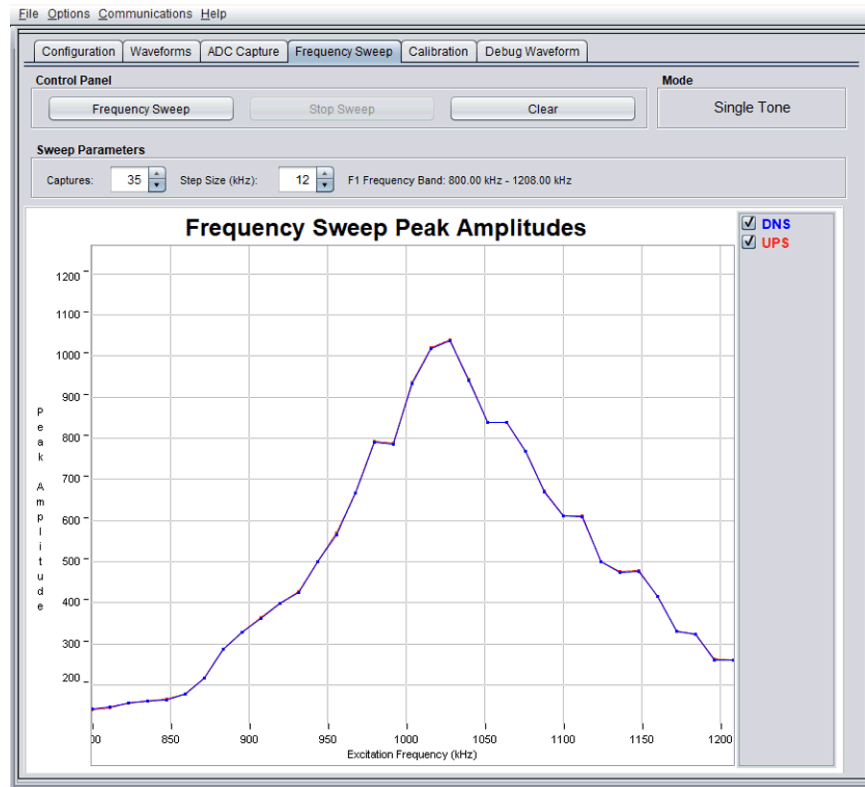 File Options Communications Help
Configuration Waveforms ADC Capture Frequency Sweep Calibration Debug Waveform
Control Panel
Mode
Frequency Sweep Stop Sweep Clear
Single Tone
Sweep Parameters
Captures: 35 Step Size (kHz): 12 F1 Frequency Band: 800.00 kHz - 1208.00 kHz
Frequency Sweep Peak Amplitudes
DNS
UPS
1200
1100
1000
900
800
700
600
500
400
300
200
Peak Amplitude
00 850 900 950 1000 1050 1100 1150 1200
Excitation Frequency (kHz)